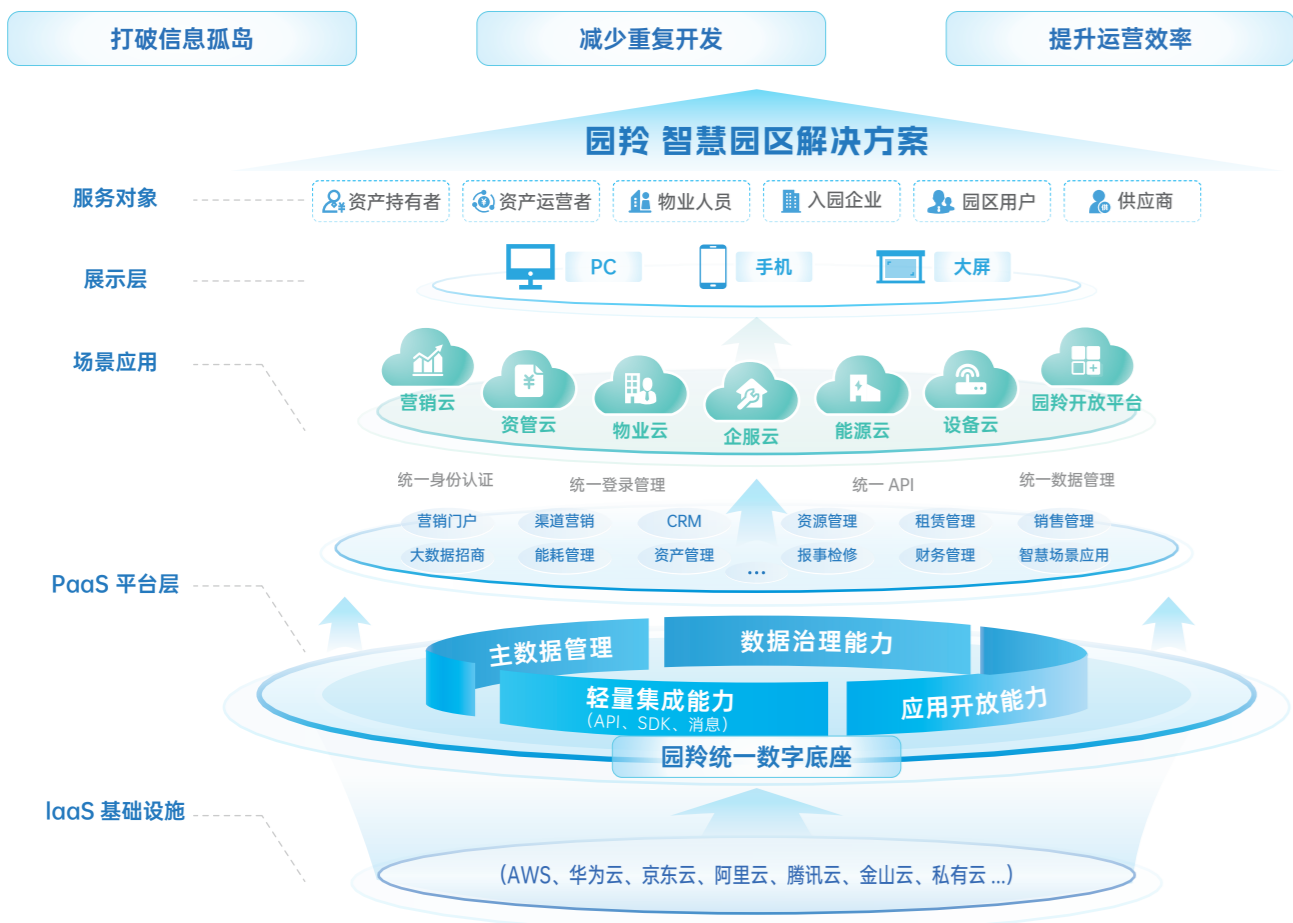 打破信息孤岛
减少重复开发
提升运营效率
园羚 智慧园区解决方案
服务对象
资产持有者
资产运营者
物业人员
入园企业
园区用户
供应商
展示层
PC
手机
大屏
场景应用
营销云
资管云
物业云
企服云
能源云
设备云
园羚开放平台
统一身份认证
统一登录管理
统一 API
统一数据管理
营销门户
渠道营销
CRM
资源管理
租赁管理
销售管理
大数据招商
能耗管理
资产管理
...
报事检修
财务管理
智慧场景应用
PaaS 平台层
主数据管理
数据治理能力
轻量集成能力
(API、SDK、消息)
应用开放能力
园羚统一数字底座
IaaS 基础设施
(AWS、华为云、京东云、阿里云、腾讯云、金山云、私有云 ...)